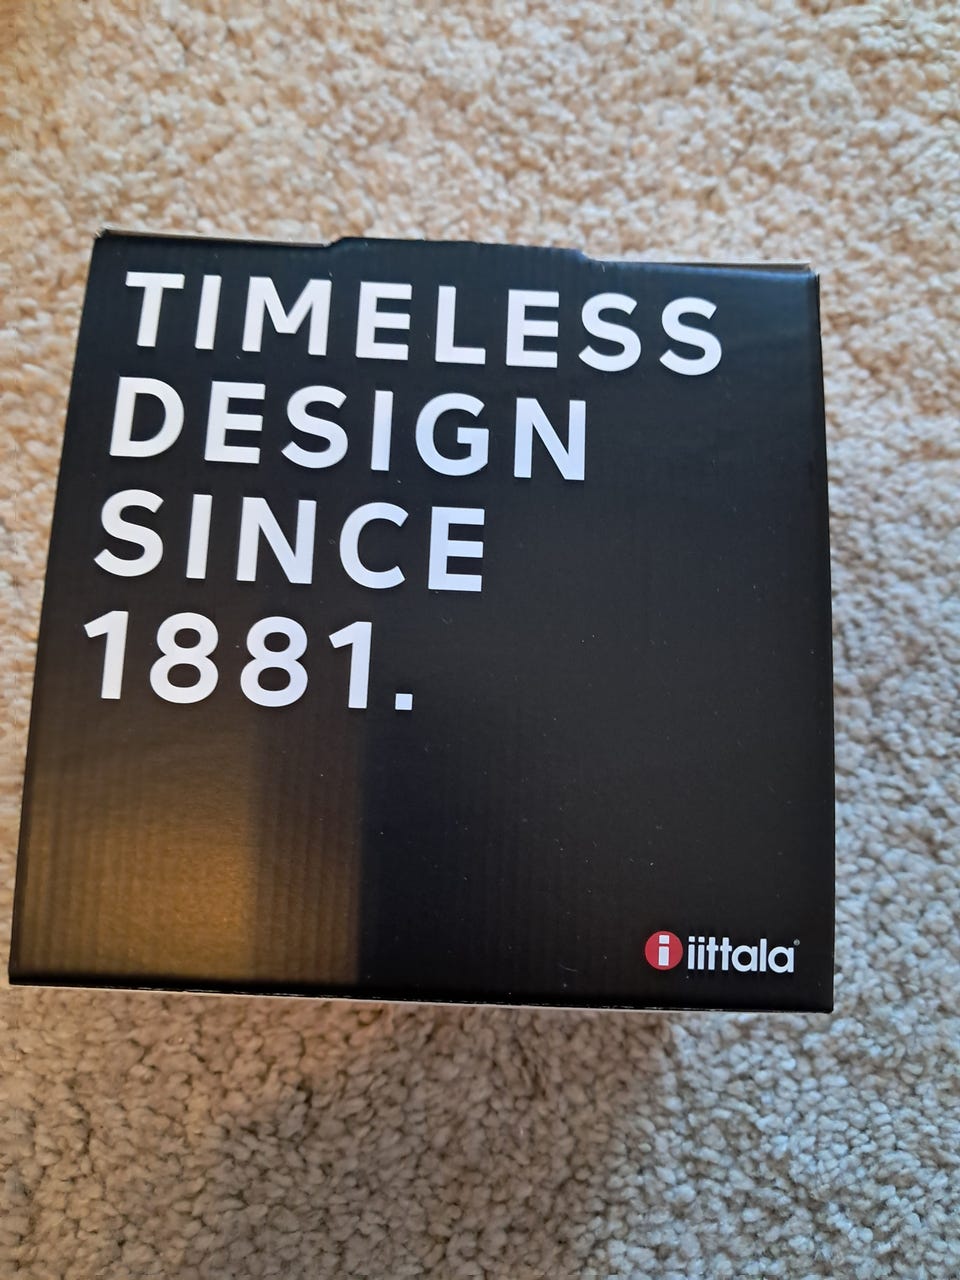 TIMELESS
DESIGN
SINCE
1881.
i iittala®